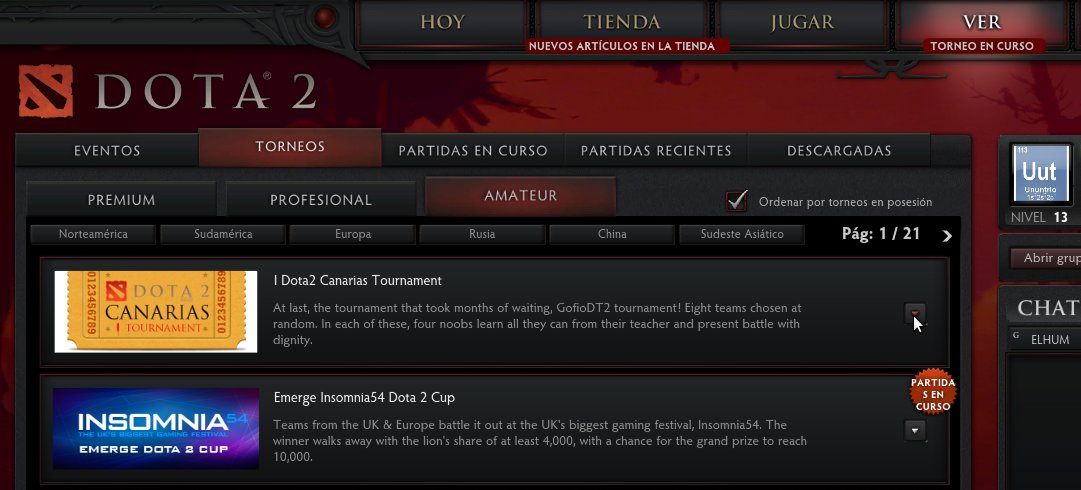 HOY
TIENDA
JUGAR
VER
NUEVOS ARTÍCULOS EN LA TIENDA
TORNEO EN CURSO
DOTA® 2
EVENTOS
TORNEOS
PARTIDAS EN CURSO
PARTIDAS RECIENTES
DESCARGADAS
PREMIUM
PROFESIONAL
AMATEUR
Ordenar por torneos en posesión
Norteamérica
Sudamérica
Europa
Rusia
China
Sudeste Asiático
Pág: 1 / 21
0123456789
DOTA 2
CANARIAS
TOURNAMENT
0123456789
I Dota2 Canarias Tournament
At last, the tournament that took months of waiting, GofioDT2 tournament! Eight teams chosen at
random. In each of these, four noobs learn all they can from their teacher and present battle with
dignity.
INSOMNIA54
THE UK'S BIGGEST GAMING FESTIVAL
EMERGE DOTA 2 CUP
Emerge Insomnia54 Dota 2 Cup
Teams from the UK & Europe battle it out at the UK's biggest gaming festival, Insomnia54. The
winner walks away with the lion's share of at least 4,000, with a chance for the grand prize to reach
10,000.
PARTIDA
S EN
CURSO
113
Uut
Ununtrio
NIVEL 13
Abrir grup
CHAT
G ELHUM